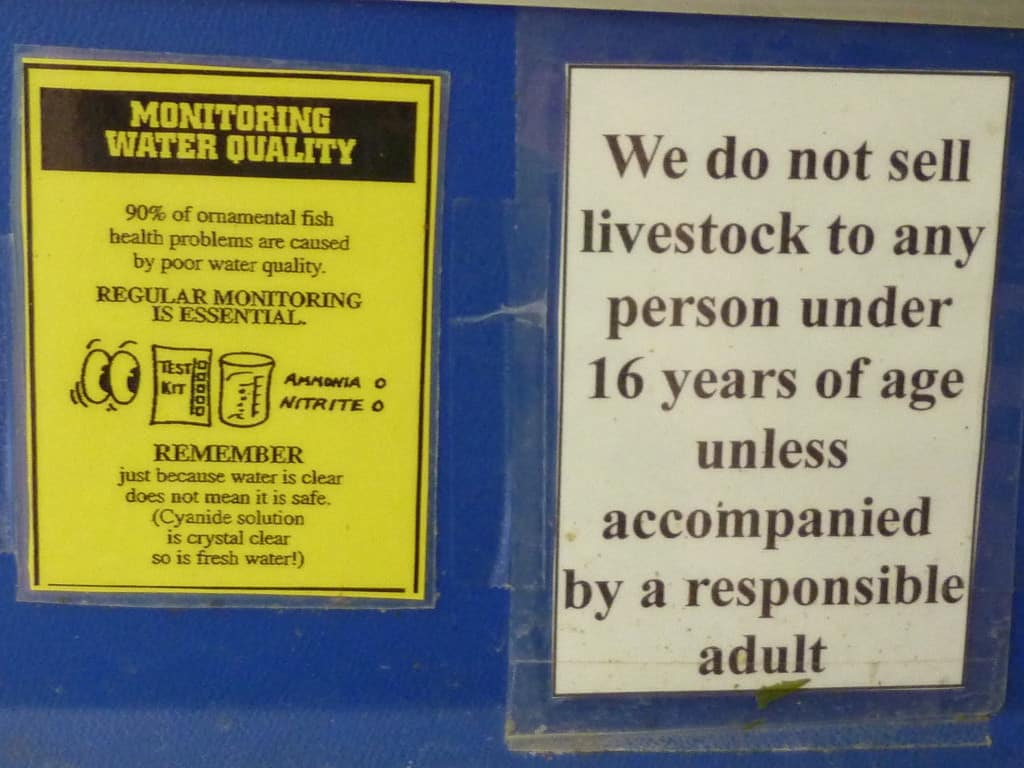 MONITORING
WATER QUALITY
90% of ornamental fish
health problems are caused
by poor water quality.
REGULAR MONITORING
IS ESSENTIAL.
TEST
KIT
AMMONIA 0
NITRITE 0
REMEMBER
just because water is clear
does not mean it is safe.
(Cyanide solution
is crystal clear
so is fresh water!)
We do not sell
livestock to any
person under
16 years of age
unless
accompanied
by a responsible
adult